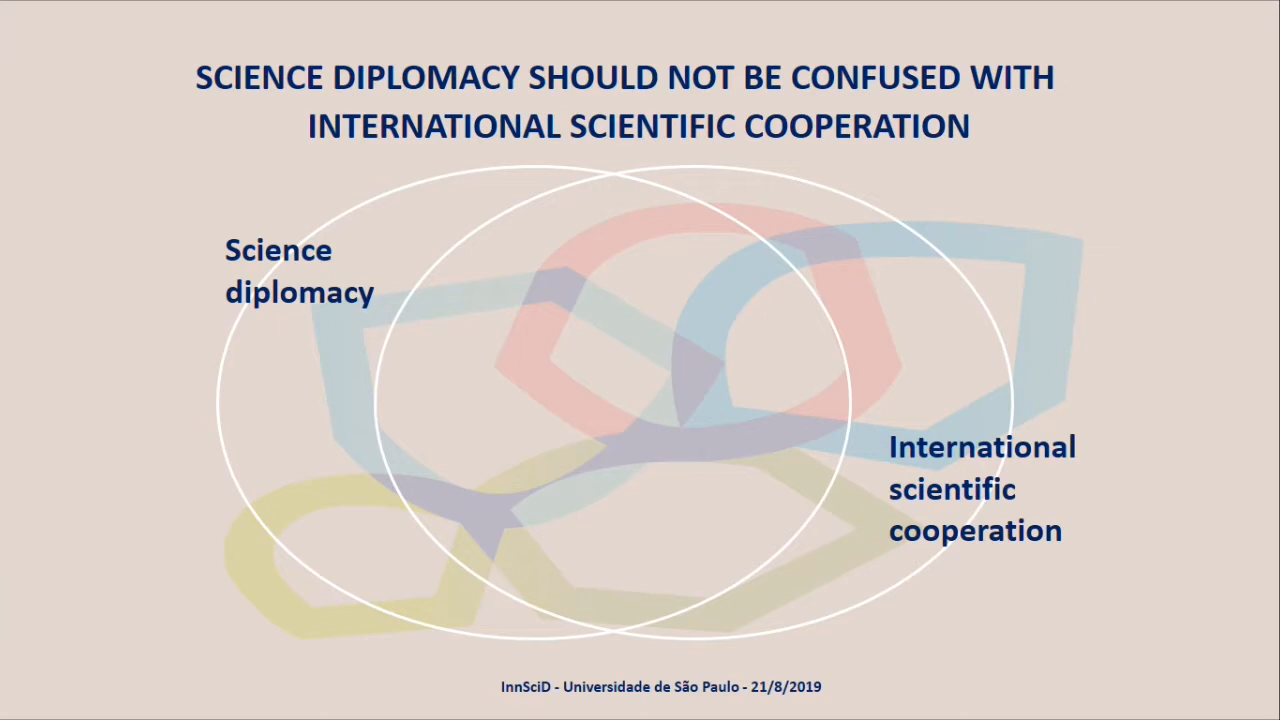 SCIENCE DIPLOMACY SHOULD NOT BE CONFUSED WITH
INTERNATIONAL SCIENTIFIC COOPERATION
Science
diplomacy
International
scientific
cooperation
InnSciD - Universidade de São Paulo - 21/8/2019